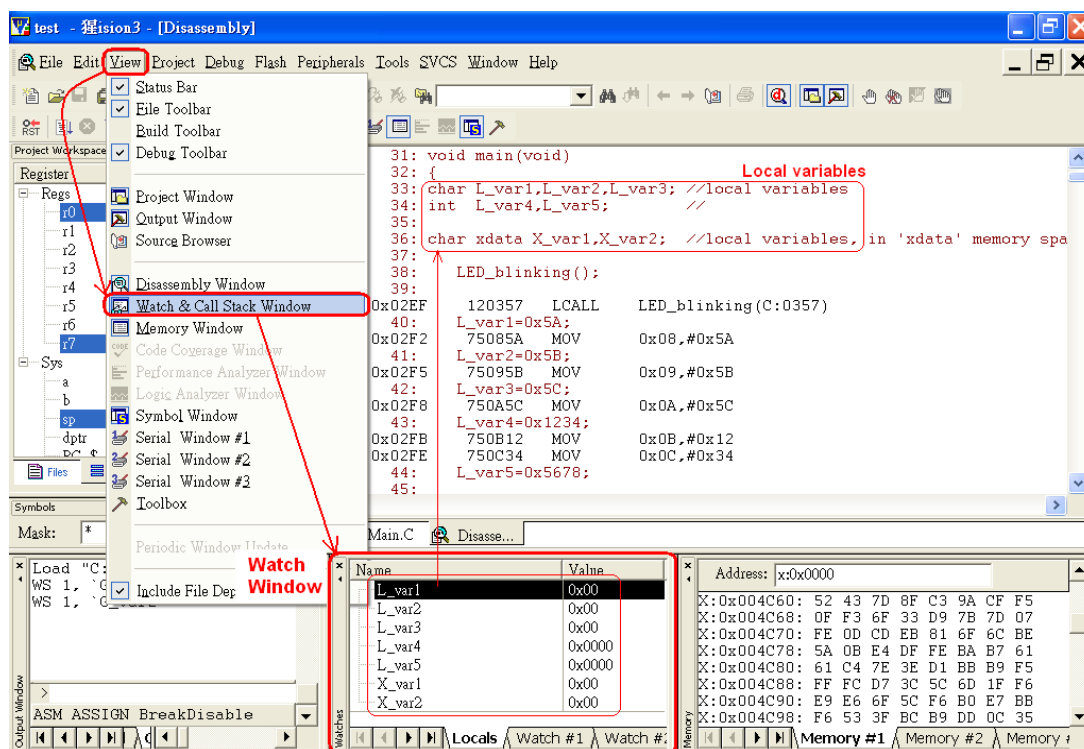 test - 猩ision3 - [Disassembly]
File Edit View Project Debug Flash Peripherals Tools SVCS Window Help
Status Bar
File Toolbar
Build Toolbar
Debug Toolbar
Project Window
Output Window
Source Browser
Disassembly Window
Watch & Call Stack Window
Memory Window
Code Coverage Window
Performance Analyzer Window
Logic Analyzer Window
Symbol Window
Serial Window #1
Serial Window #2
Serial Window #3
Toolbox
Periodic Window Update
Include File Dep
RST
Project Workspace
Register
Regs
r0
r1
r2
r3
r4
r5
r6
r7
Sys
a
b
sp
dptr
PC $
Files
Symbols
Mask: *
Local variables
31: void main(void)
32: {
33: char L_var1,L_var2,L_var3; //local variables
34: int L_var4,L_var5; //
35:
36: char xdata X_var1,X_var2; //local variables, in 'xdata' memory spa
37:
38: LED_blinking();
39:
0x02EF 120357 LCALL LED_blinking(C:0357)
40: L_var1=0x5A;
0x02F2 75085A MOV 0x08,#0x5A
41: L_var2=0x5B;
0x02F5 75095B MOV 0x09,#0x5B
42: L_var3=0x5C;
0x02F8 750A5C MOV 0x0A,#0x5C
43: L_var4=0x1234;
0x02FB 750B12 MOV 0x0B,#0x12
0x02FE 750C34 MOV 0x0C,#0x34
44: L_var5=0x5678;
45:
Main.C Disasse...
Load "C:
WS 1, `G
WS 1, `G_var2
>
ASM ASSIGN BreakDisable
Output Window
Watch
Window
Name Value
L_var1 0x00
L_var2 0x00
L_var3 0x00
L_var4 0x0000
L_var5 0x0000
X_var1 0x00
X_var2 0x00
Watches
Locals Watch #1 Watch #2
Address: x:0x0000
X:0x004C60: 52 43 7D 8F C3 9A CF F5
X:0x004C68: 0F F3 6F 33 D9 7B 7D 07
X:0x004C70: FE 0D CD EB 81 6F 6C BE
X:0x004C78: 5A 0B E4 DF FE BA B7 61
X:0x004C80: 61 C4 7E 3E D1 BB B9 F5
X:0x004C88: FF FC D7 3C 5C 6D 1F F6
X:0x004C90: E9 E6 6F 5C F6 B0 E7 BB
X:0x004C98: F6 53 3F BC B9 DD 0C 35
Memory
Memory #1 Memory #2 Memory